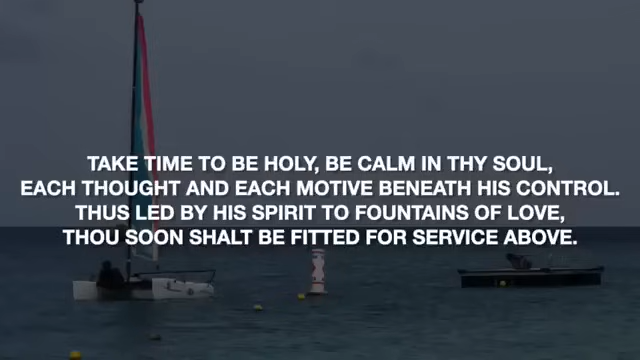 TAKE TIME TO BE HOLY, BE CALM IN THY SOUL,
EACH THOUGHT AND EACH MOTIVE BENEATH HIS CONTROL.
THUS LED BY HIS SPIRIT TO FOUNTAINS OF LOVE,
THOU SOON SHALT BE FITTED FOR SERVICE ABOVE.